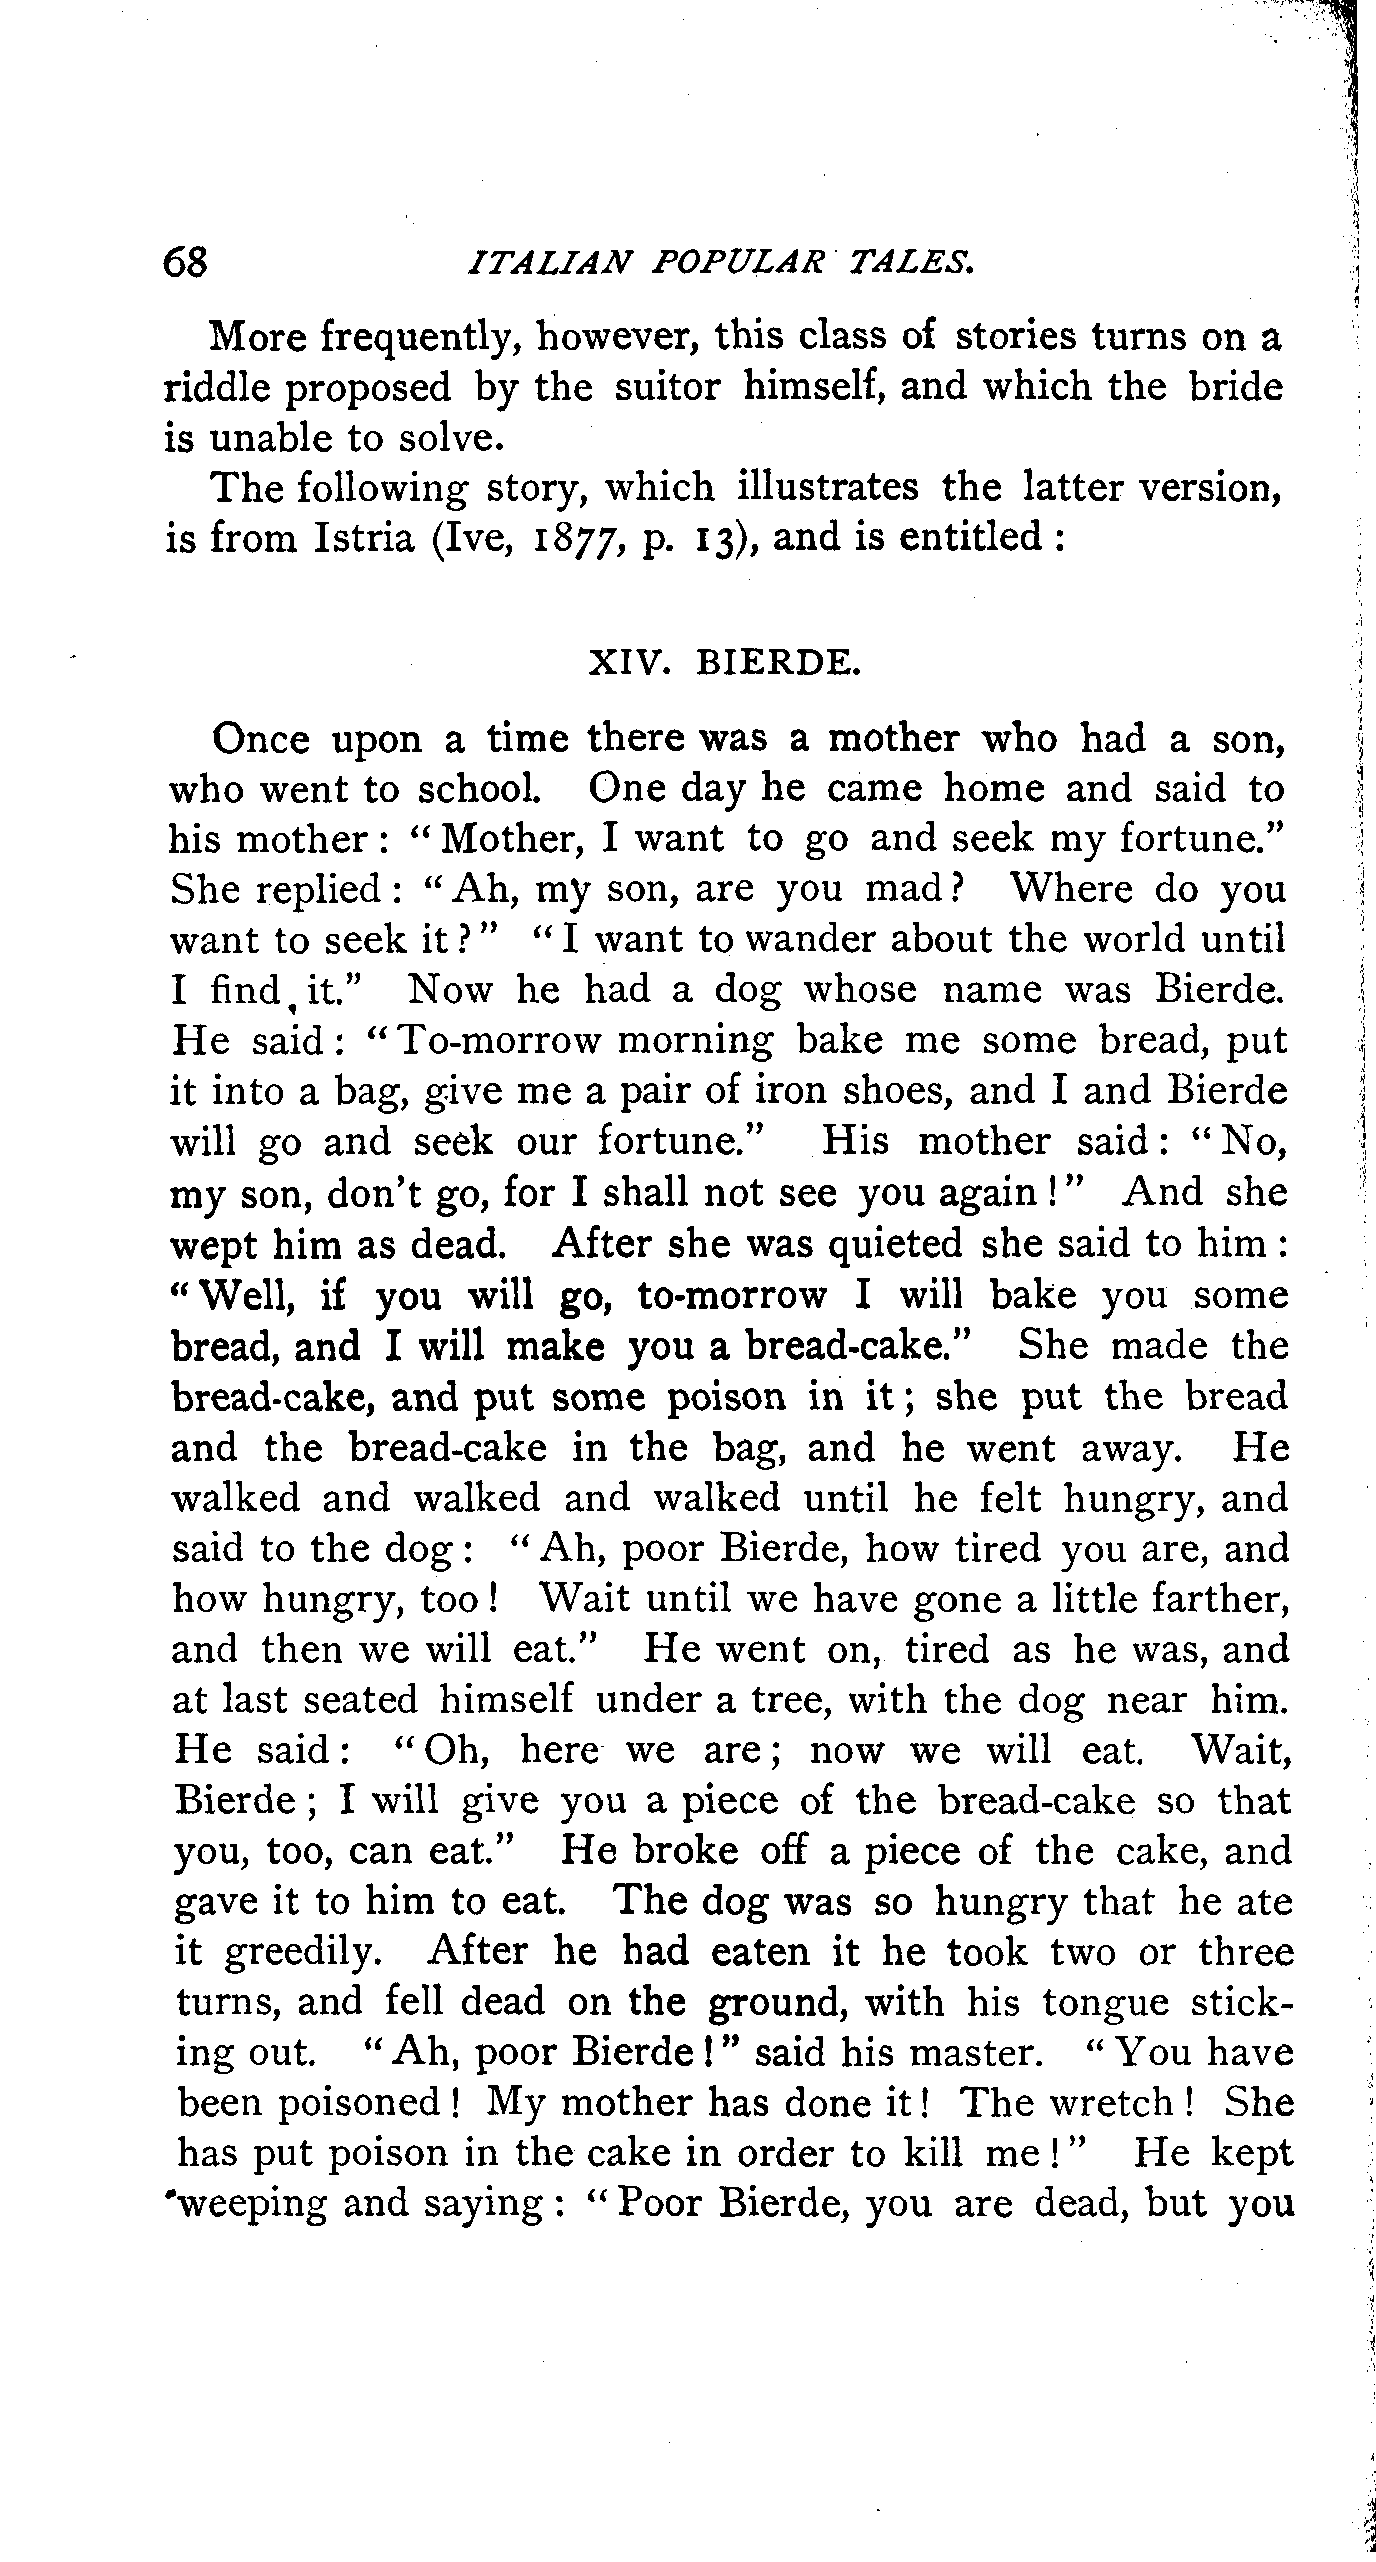 68 ITALIAN POPULAR TALES.
More frequently, however, this class of stories turns on a
riddle proposed by the suitor himself, and which the bride
is unable to solve.
The following story, which illustrates the latter version,
is from Istria (Ive, 1877, p. 13), and is entitled :
XIV. BIERDE.
Once upon a time there was a mother who had a son,
who went to school. One day he came home and said to
his mother : “ Mother, I want to go and seek my fortune.”
She replied : “ Ah, my son, are you mad ? Where do you
want to seek it ? ” “ I want to wander about the world until
I find it.” Now he had a dog whose name was Bierde.
He said : “ To-morrow morning bake me some bread, put
it into a bag, give me a pair of iron shoes, and I and Bierde
will go and seek our fortune.” His mother said : “ No,
my son, don’t go, for I shall not see you again ! ” And she
wept him as dead. After she was quieted she said to him :
“ Well, if you will go, to-morrow I will bake you some
bread, and I will make you a bread-cake.” She made the
bread-cake, and put some poison in it ; she put the bread
and the bread-cake in the bag, and he went away. He
walked and walked and walked until he felt hungry, and
said to the dog : “ Ah, poor Bierde, how tired you are, and
how hungry, too ! Wait until we have gone a little farther,
and then we will eat.” He went on, tired as he was, and
at last seated himself under a tree, with the dog near him.
He said : “ Oh, here we are ; now we will eat. Wait,
Bierde ; I will give you a piece of the bread-cake so that
you, too, can eat.” He broke off a piece of the cake, and
gave it to him to eat. The dog was so hungry that he ate
it greedily. After he had eaten it he took two or three
turns, and fell dead on the ground, with his tongue stick-
ing out. “ Ah, poor Bierde ! ” said his master. “ You have
been poisoned ! My mother has done it ! The wretch ! She
has put poison in the cake in order to kill me ! ” He kept
weeping and saying : “ Poor Bierde, you are dead, but you